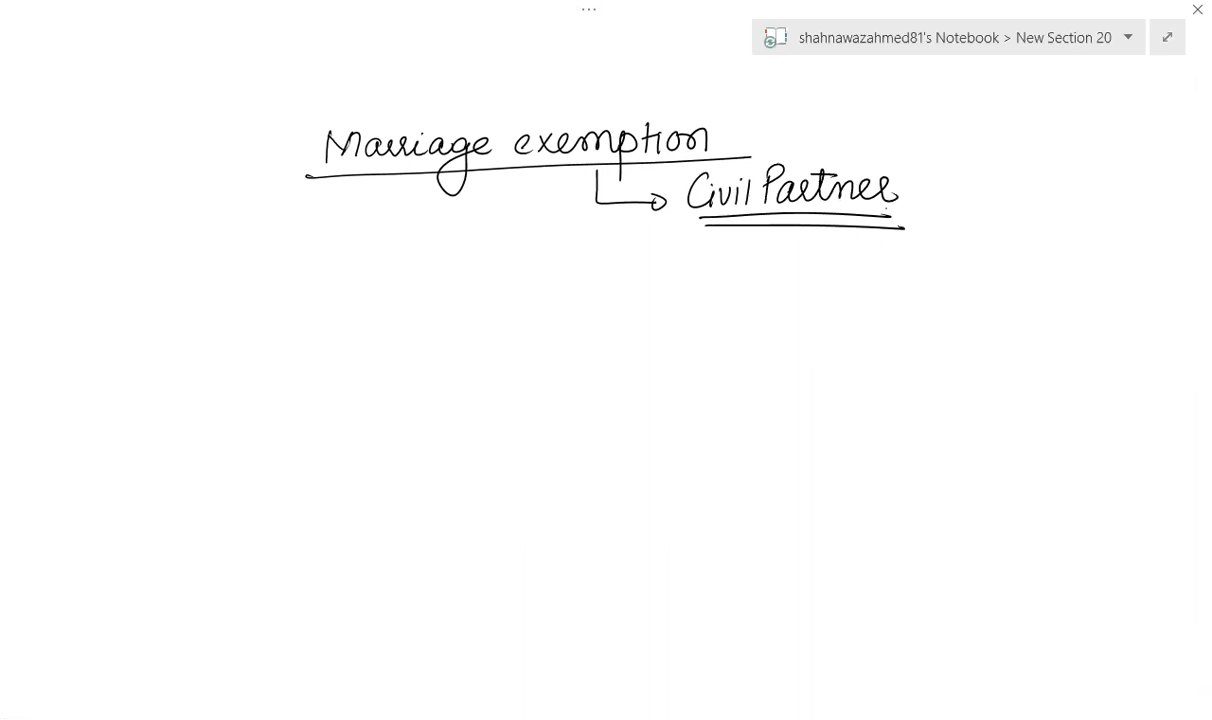 shahnawazahmed81's Notebook > New Section 20
Marriage exemption
Civil Partner